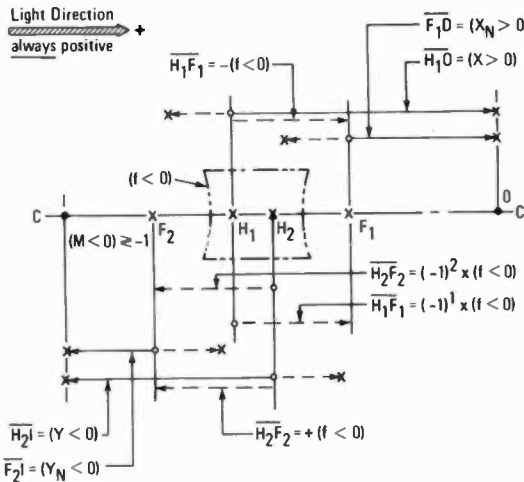 Light Direction
always positive
+
F₁O = (X_N > 0
H₁F₁ = -(f < 0)
H₁O = (X > 0)
(f < 0)
O
C
F₂
H₁
H₂
F₁
C
(M < 0) ≷ -1
H₂F₂ = (-1)² x (f < 0)
H₁F₁ = (-1)¹ x (f < 0)
H₂I = (Y < 0)
H₂F₂ = + (f < 0)
F₂I = (Y_N < 0)